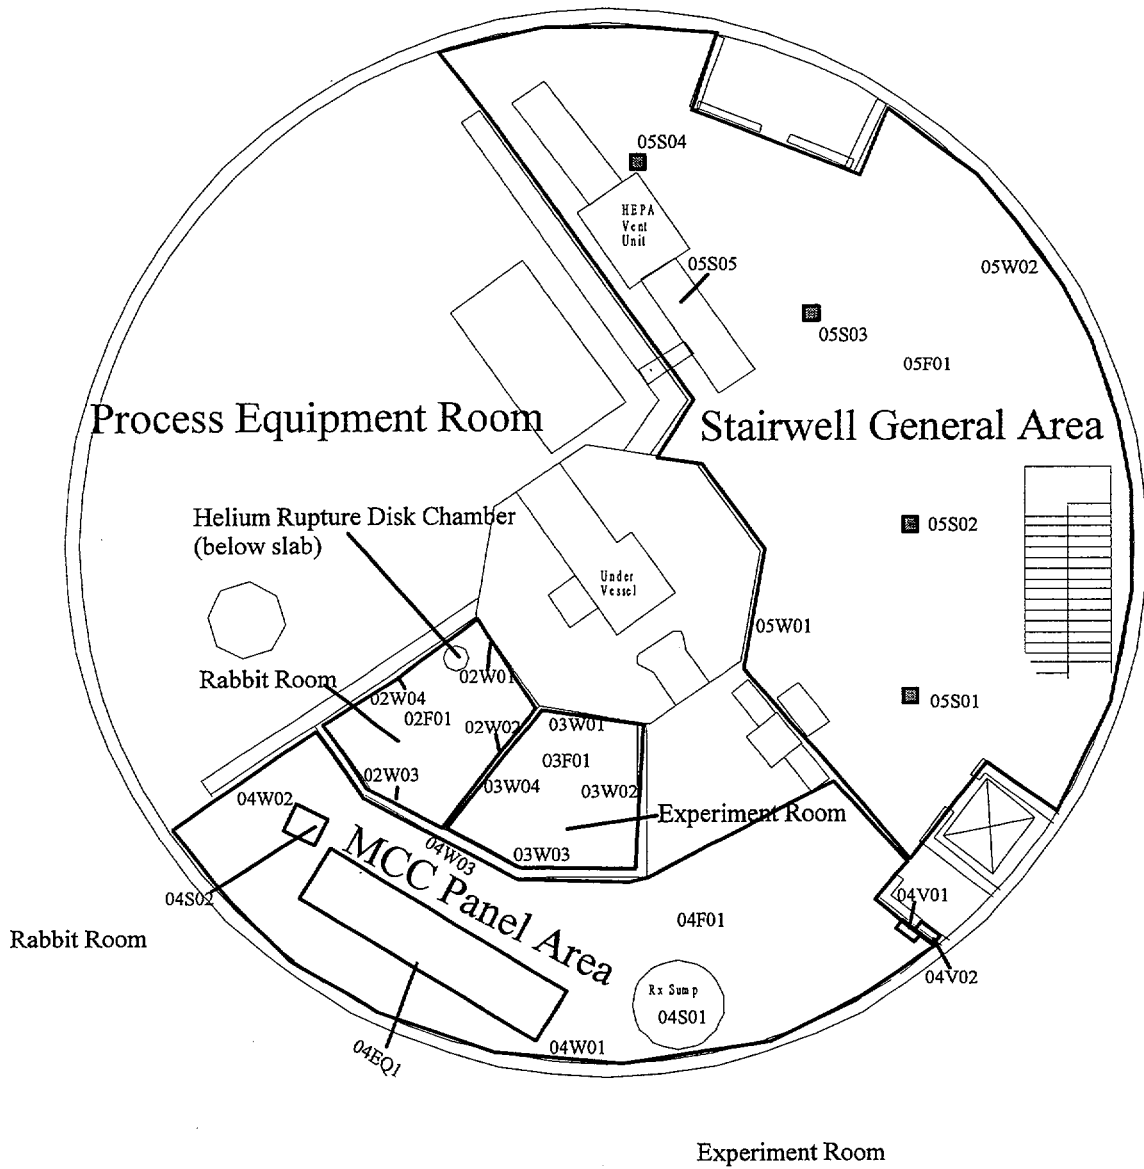 05S04
HEPA
Vent
Unit
05S05
05W02
05S03
05F01
Process Equipment Room
Stairwell General Area
Helium Rupture Disk Chamber
(below slab)
05S02
Under
Vessel
05W01
Rabbit Room
02W01
02W04
02F01
05S01
02W02
03W01
03F01
02W03
03W04
03W02
04W02
Experiment Room
04W03
03W03
MCC Panel Area
04S02
04V01
04F01
Rabbit Room
04V02
Rx Sump
04S01
04EQ1
04W01
Experiment Room